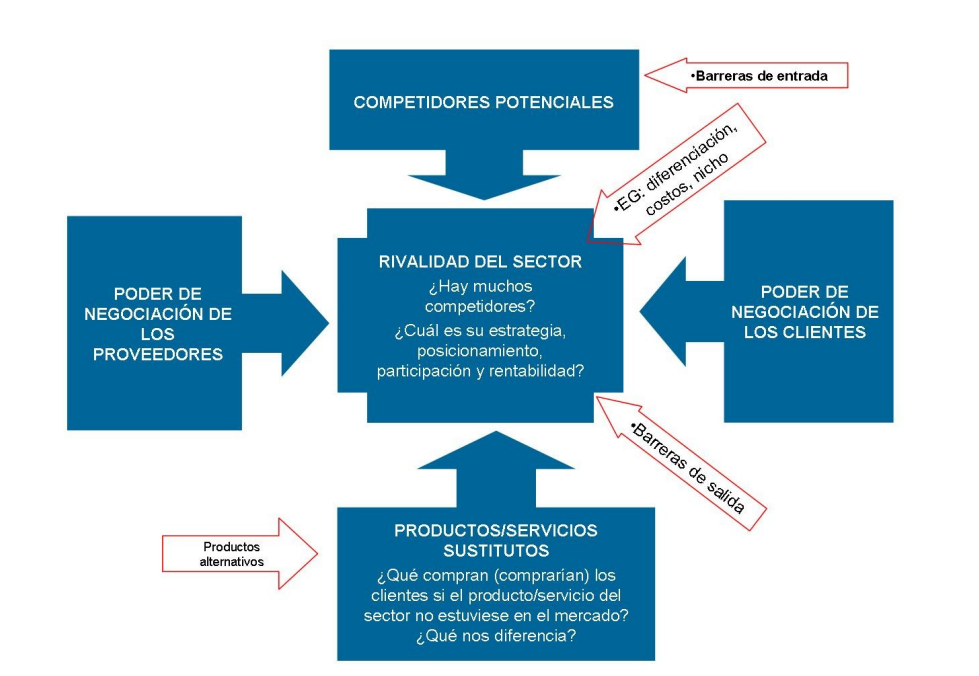 COMPETIDORES POTENCIALES
•Barreras de entrada
•EG: diferenciación,
costos, nicho
PODER DE
NEGOCIACIÓN DE
LOS
PROVEEDORES
RIVALIDAD DEL SECTOR
¿Hay muchos
competidores?
¿Cuál es su estrategia,
posicionamiento,
participación y rentabilidad?
PODER DE
NEGOCIACIÓN DE
LOS CLIENTES
•Barreras de salida
Productos
alternativos
PRODUCTOS/SERVICIOS
SUSTITUTOS
¿Qué compran (comprarían) los
clientes si el producto/servicio del
sector no estuviese en el mercado?
¿Qué nos diferencia?